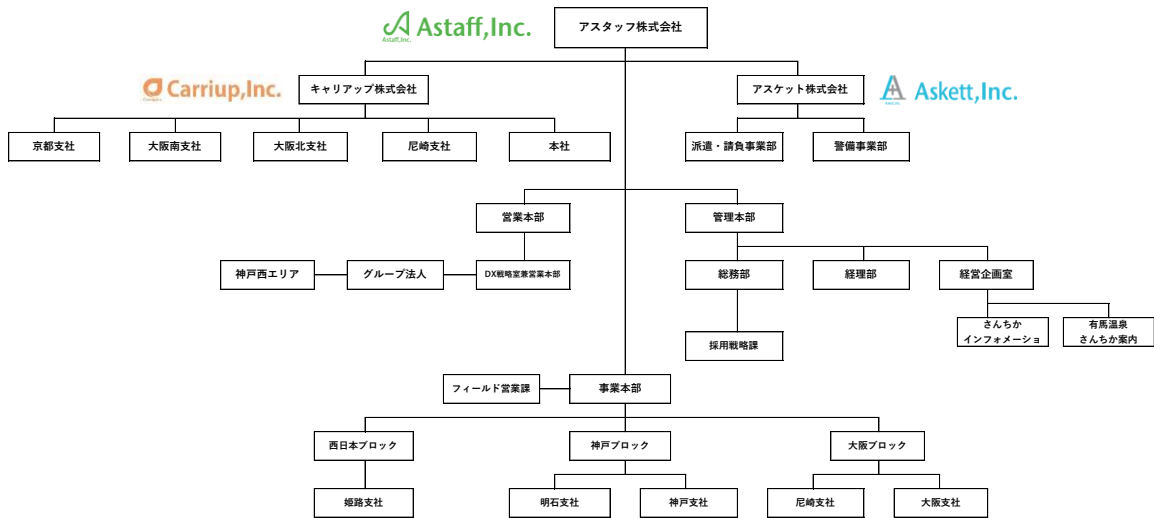 Astaff,Inc.
Astaff,Inc.
アスタッフ株式会社
Carriup,Inc.
キャリアップ株式会社
アスケット株式会社
Askett,Inc.
京都支社
大阪南支社
大阪北支社
尼崎支社
本社
派遣・請負事業部
警備事業部
営業本部
管理本部
神戸西エリア
グループ法人
DX戦略室兼営業本部
総務部
経理部
経営企画室
採用戦略課
さんちか
インフォメーショ
有馬温泉
さんちか案内
フィールド営業課
事業本部
西日本ブロック
神戸ブロック
大阪ブロック
姫路支社
明石支社
神戸支社
尼崎支社
大阪支社